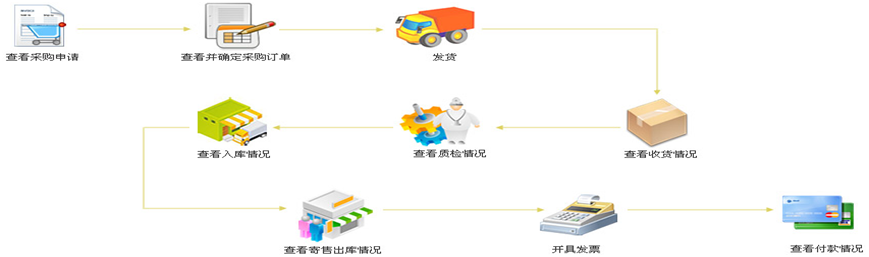 查看采购申请
查看并确定采购订单
发货
查看收货情况
查看质检情况
查看入库情况
查看寄售出库情况
开具发票
查看付款情况